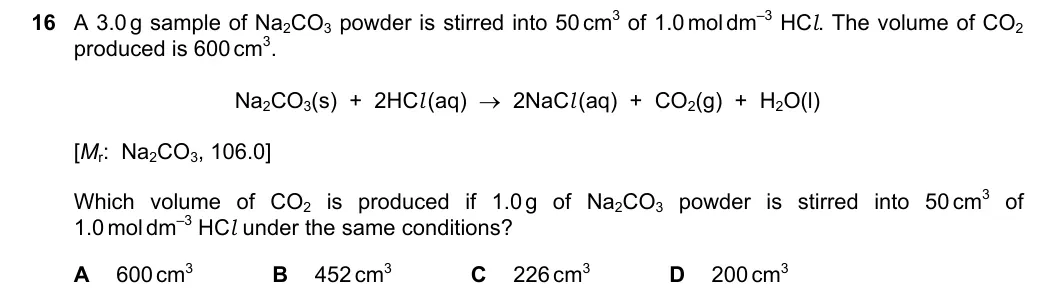 16 A 3.0 g sample of Na₂CO₃ powder is stirred into 50 cm³ of 1.0 mol dm⁻³ HCl. The volume of CO₂
produced is 600 cm³.
Na₂CO₃(s) + 2HCl(aq) → 2NaCl(aq) + CO₂(g) + H₂O(l)
[Mᵣ: Na₂CO₃, 106.0]
Which volume of CO₂ is produced if 1.0 g of Na₂CO₃ powder is stirred into 50 cm³ of
1.0 mol dm⁻³ HCl under the same conditions?
A 600 cm³ B 452 cm³ C 226 cm³ D 200 cm³